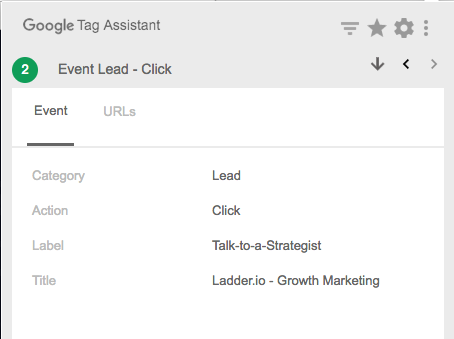 Google Tag Assistant
2 Event Lead - Click
Event URLs
Category Lead
Action Click
Label Talk-to-a-Strategist
Title Ladder.io - Growth Marketing